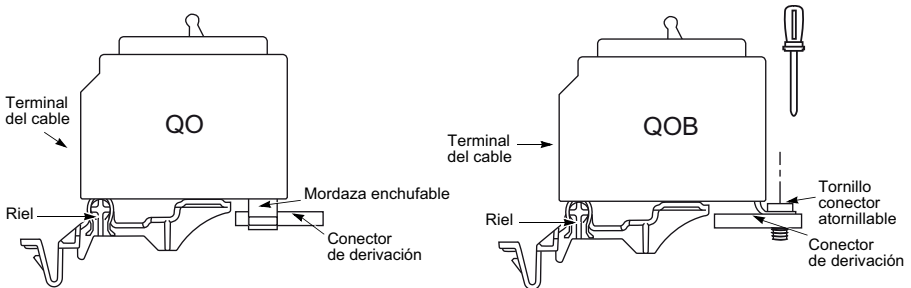 Terminal
del cable
QO
Riel
Mordaza enchufable
Conector
de derivación
Terminal
del cable
QOB
Riel
Tornillo
conector
atornillable
Conector
de derivación